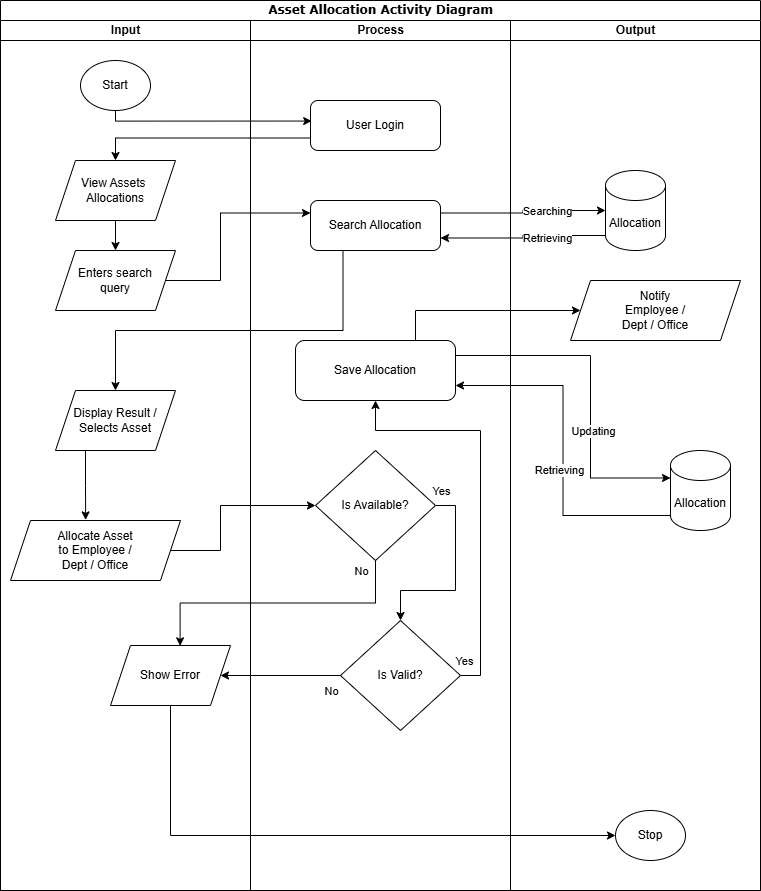 Asset Allocation Activity Diagram
Input
Process
Output
Start
User Login
View Assets
Allocations
Search Allocation
Searching
Retrieving
Allocation
Enters search
query
Notify
Employee /
Dept / Office
Save Allocation
Display Result /
Selects Asset
Updating
Retrieving
Allocation
Allocate Asset
to Employee /
Dept / Office
Is Available?
Yes
No
Show Error
Is Valid?
Yes
No
Stop